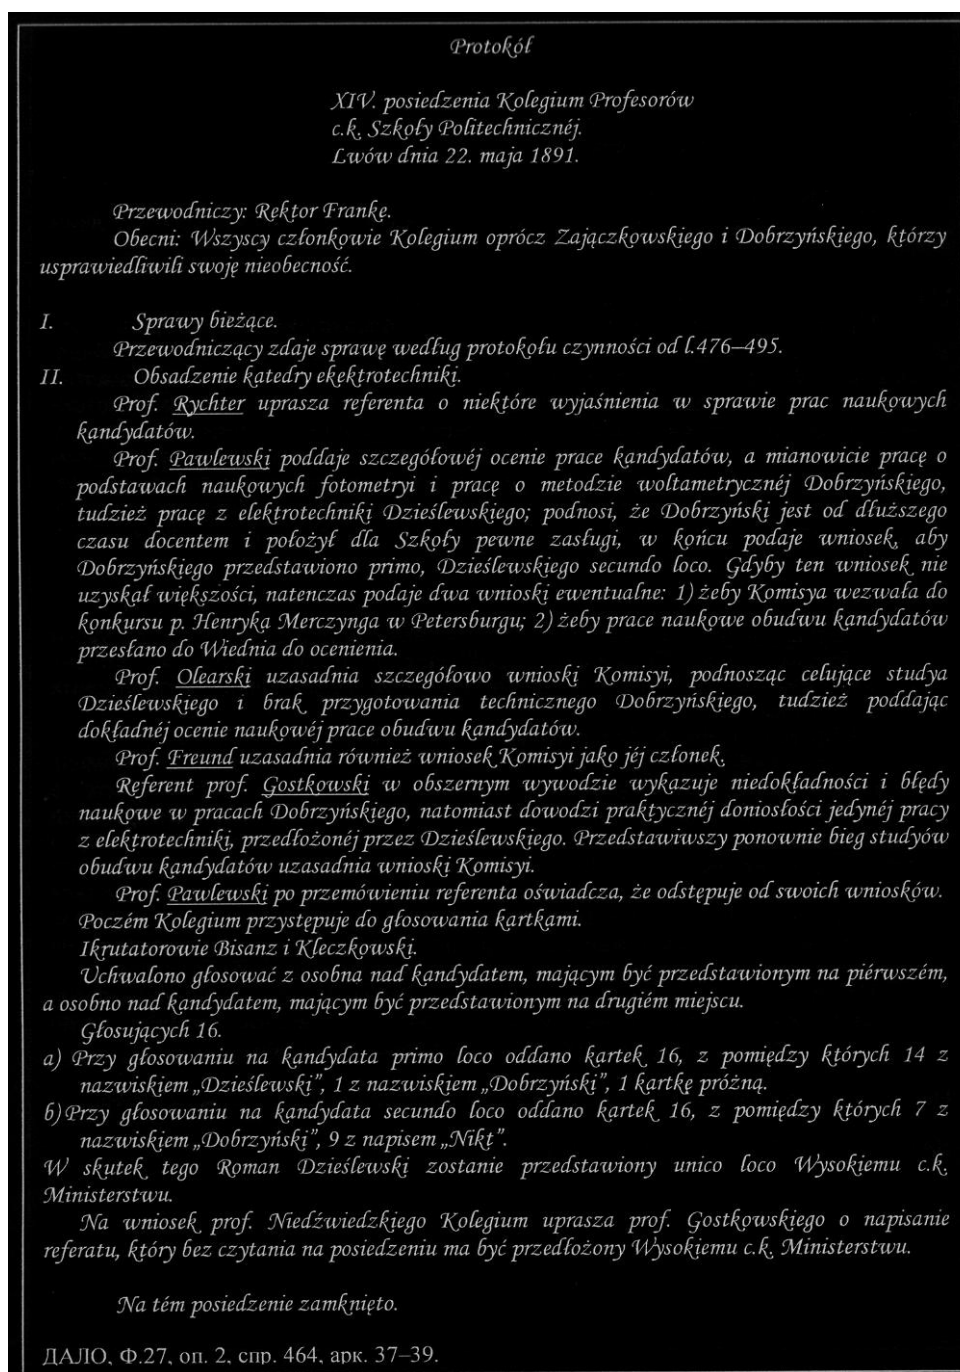 Protokół
XIV. posiedzenia Kolegium Profesorów
c.k. Szkoły Politechnicznéj.
Lwów dnia 22. maja 1891.
Przewodniczy: Rektor Franke.
Obecni: Wszyscy członkowie Kolegium oprócz Zajączkowskiego i Dobrzyńskiego, którzy
usprawiedliwili swoję nieobecność.
I. Sprawy bieżące.
Przewodniczący zdaje sprawę według protokołu czynności od l.476–495.
II. Obsadzenie katedry ekektrotechniki.
Prof. Rychter uprasza referenta o niektóre wyjaśnienia w sprawie prac naukowych
kandydatów.
Prof. Pawlewski poddaje szczegółowéj ocenie prace kandydatów, a mianowicie pracę o
podstawach naukowych fotometryi i pracę o metodzie woltametrycznéj Dobrzyńskiego,
tudzież pracę z elektrotechniki Dzieślewskiego; podnosi, że Dobrzyński jest od dłuższego
czasu docentem i położył dla Szkoły pewne zasługi, w końcu podaje wniosek, aby
Dobrzyńskiego przedstawiono primo, Dzieślewskiego secundo loco. Gdyby ten wniosek nie
uzyskał większości, natenczas podaje dwa wnioski ewentualne: 1) żeby Komisya wezwała do
konkursu p. Henryka Merczynga w Petersburgu; 2) żeby prace naukowe obudwu kandydatów
przesłano do Wiednia do ocenienia.
Prof. Olearski uzasadnia szczegółowo wnioski Komisyi, podnosząc celujące studya
Dzieślewskiego i brak przygotowania technicznego Dobrzyńskiego, tudzież poddając
dokładnéj ocenie naukowéj prace obudwu kandydatów.
Prof. Freund uzasadnia również wniosek Komisyi jako jéj członek.
Referent prof. Gostkowski w obszernym wywodzie wykazuje niedokładności i błędy
naukowe w pracach Dobrzyńskiego, natomiast dowodzi praktycznéj doniosłości jedynéj pracy
z elektrotechniki, przedłożonéj przez Dzieślewskiego. Przedstawiwszy ponownie bieg studyów
obudwu kandydatów uzasadnia wnioski Komisyi.
Prof. Pawlewski po przemówieniu referenta oświadcza, że odstępuje od swoich wniosków.
Poczém Kolegium przystępuje do głosowania kartkami.
Ikrutatorowie Bisanz i Kleczkowski.
Uchwalono głosować z osobna nad kandydatem, mającym być przedstawionym na piérwszém,
a osobno nad kandydatem, mającym być przedstawionym na drugiém miejscu.
Głosujących 16.
a) Przy głosowaniu na kandydata primo loco oddano kartek 16, z pomiędzy których 14 z
nazwiskiem „Dzieślewski”, 1 z nazwiskiem „Dobrzyński”, 1 kartkę próżną.
b) Przy głosowaniu na kandydata secundo loco oddano kartek 16, z pomiędzy których 7 z
nazwiskiem „Dobrzyński”, 9 z napisem „Nikt”.
W skutek tego Roman Dzieślewski zostanie przedstawiony unico loco Wysokiemu c.k.
Ministerstwu.
Na wniosek prof. Niedźwiedzkiego Kolegium uprasza prof. Gostkowskiego o napisanie
referatu, który bez czytania na posiedzeniu ma być przedłożony Wysokiemu c.k. Ministerstwu.
Na tém posiedzenie zamknięto.
ДАЛО, Ф.27, оп. 2, спр. 464, арк. 37–39.